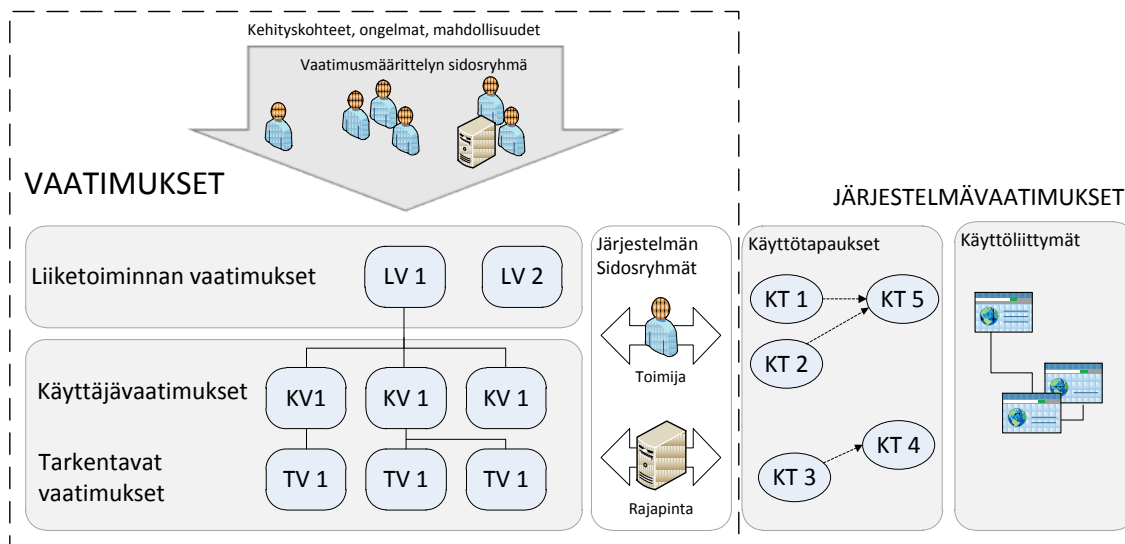 Kehityskohteet, ongelmat, mahdollisuudet
Vaatimusmäärittelyn sidosryhmä
VAATIMUKSET
JÄRJESTELMÄVAATIMUKSET
Liiketoiminnan vaatimukset
LV 1
LV 2
Käyttäjävaatimukset
KV1
KV 1
KV 1
Tarkentavat
vaatimukset
TV 1
TV 1
TV 1
Järjestelmän
Sidosryhmät
Toimija
Rajapinta
Käyttötapaukset
KT 1
KT 5
KT 2
KT 4
KT 3
Käyttöliittymät